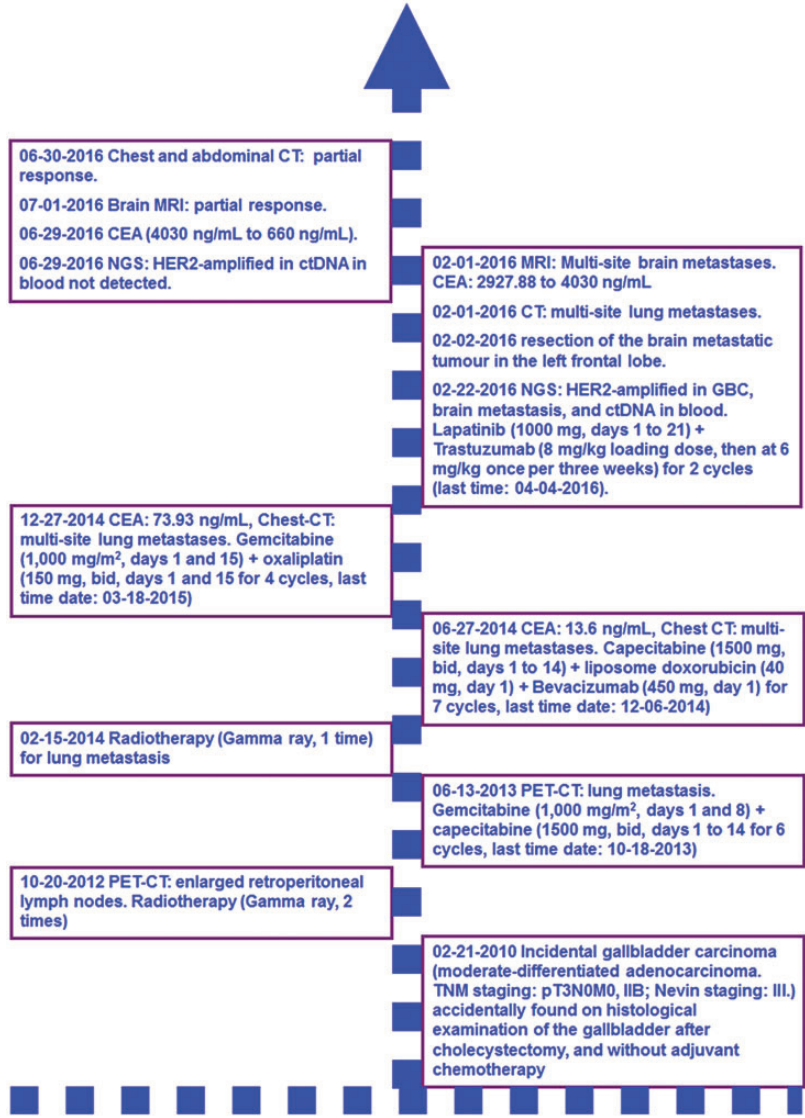 06-30-2016 Chest and abdominal CT: partial
response.
07-01-2016 Brain MRI: partial response.
06-29-2016 CEA (4030 ng/mL to 660 ng/mL).
06-29-2016 NGS: HER2-amplified in ctDNA in
blood not detected.
02-01-2016 MRI: Multi-site brain metastases.
CEA: 2927.88 to 4030 ng/mL
02-01-2016 CT: multi-site lung metastases.
02-02-2016 resection of the brain metastatic
tumour in the left frontal lobe.
02-22-2016 NGS: HER2-amplified in GBC,
brain metastasis, and ctDNA in blood.
Lapatinib (1000 mg, days 1 to 21) +
Trastuzumab (8 mg/kg loading dose, then at 6
mg/kg once per three weeks) for 2 cycles
(last time: 04-04-2016).
12-27-2014 CEA: 73.93 ng/mL, Chest-CT:
multi-site lung metastases. Gemcitabine
(1,000 mg/m², days 1 and 15) + oxaliplatin
(150 mg, bid, days 1 and 15 for 4 cycles, last
time date: 03-18-2015)
06-27-2014 CEA: 13.6 ng/mL, Chest CT: multi-
site lung metastases. Capecitabine (1500 mg,
bid, days 1 to 14) + liposome doxorubicin (40
mg, day 1) + Bevacizumab (450 mg, day 1) for
7 cycles, last time date: 12-06-2014)
02-15-2014 Radiotherapy (Gamma ray, 1 time)
for lung metastasis
06-13-2013 PET-CT: lung metastasis.
Gemcitabine (1,000 mg/m², days 1 and 8) +
capecitabine (1500 mg, bid, days 1 to 14 for 6
cycles, last time date: 10-18-2013)
10-20-2012 PET-CT: enlarged retroperitoneal
lymph nodes. Radiotherapy (Gamma ray, 2
times)
02-21-2010 Incidental gallbladder carcinoma
(moderate-differentiated adenocarcinoma.
TNM staging: pT3N0M0, IIB; Nevin staging: III.)
accidentally found on histological
examination of the gallbladder after
cholecystectomy, and without adjuvant
chemotherapy